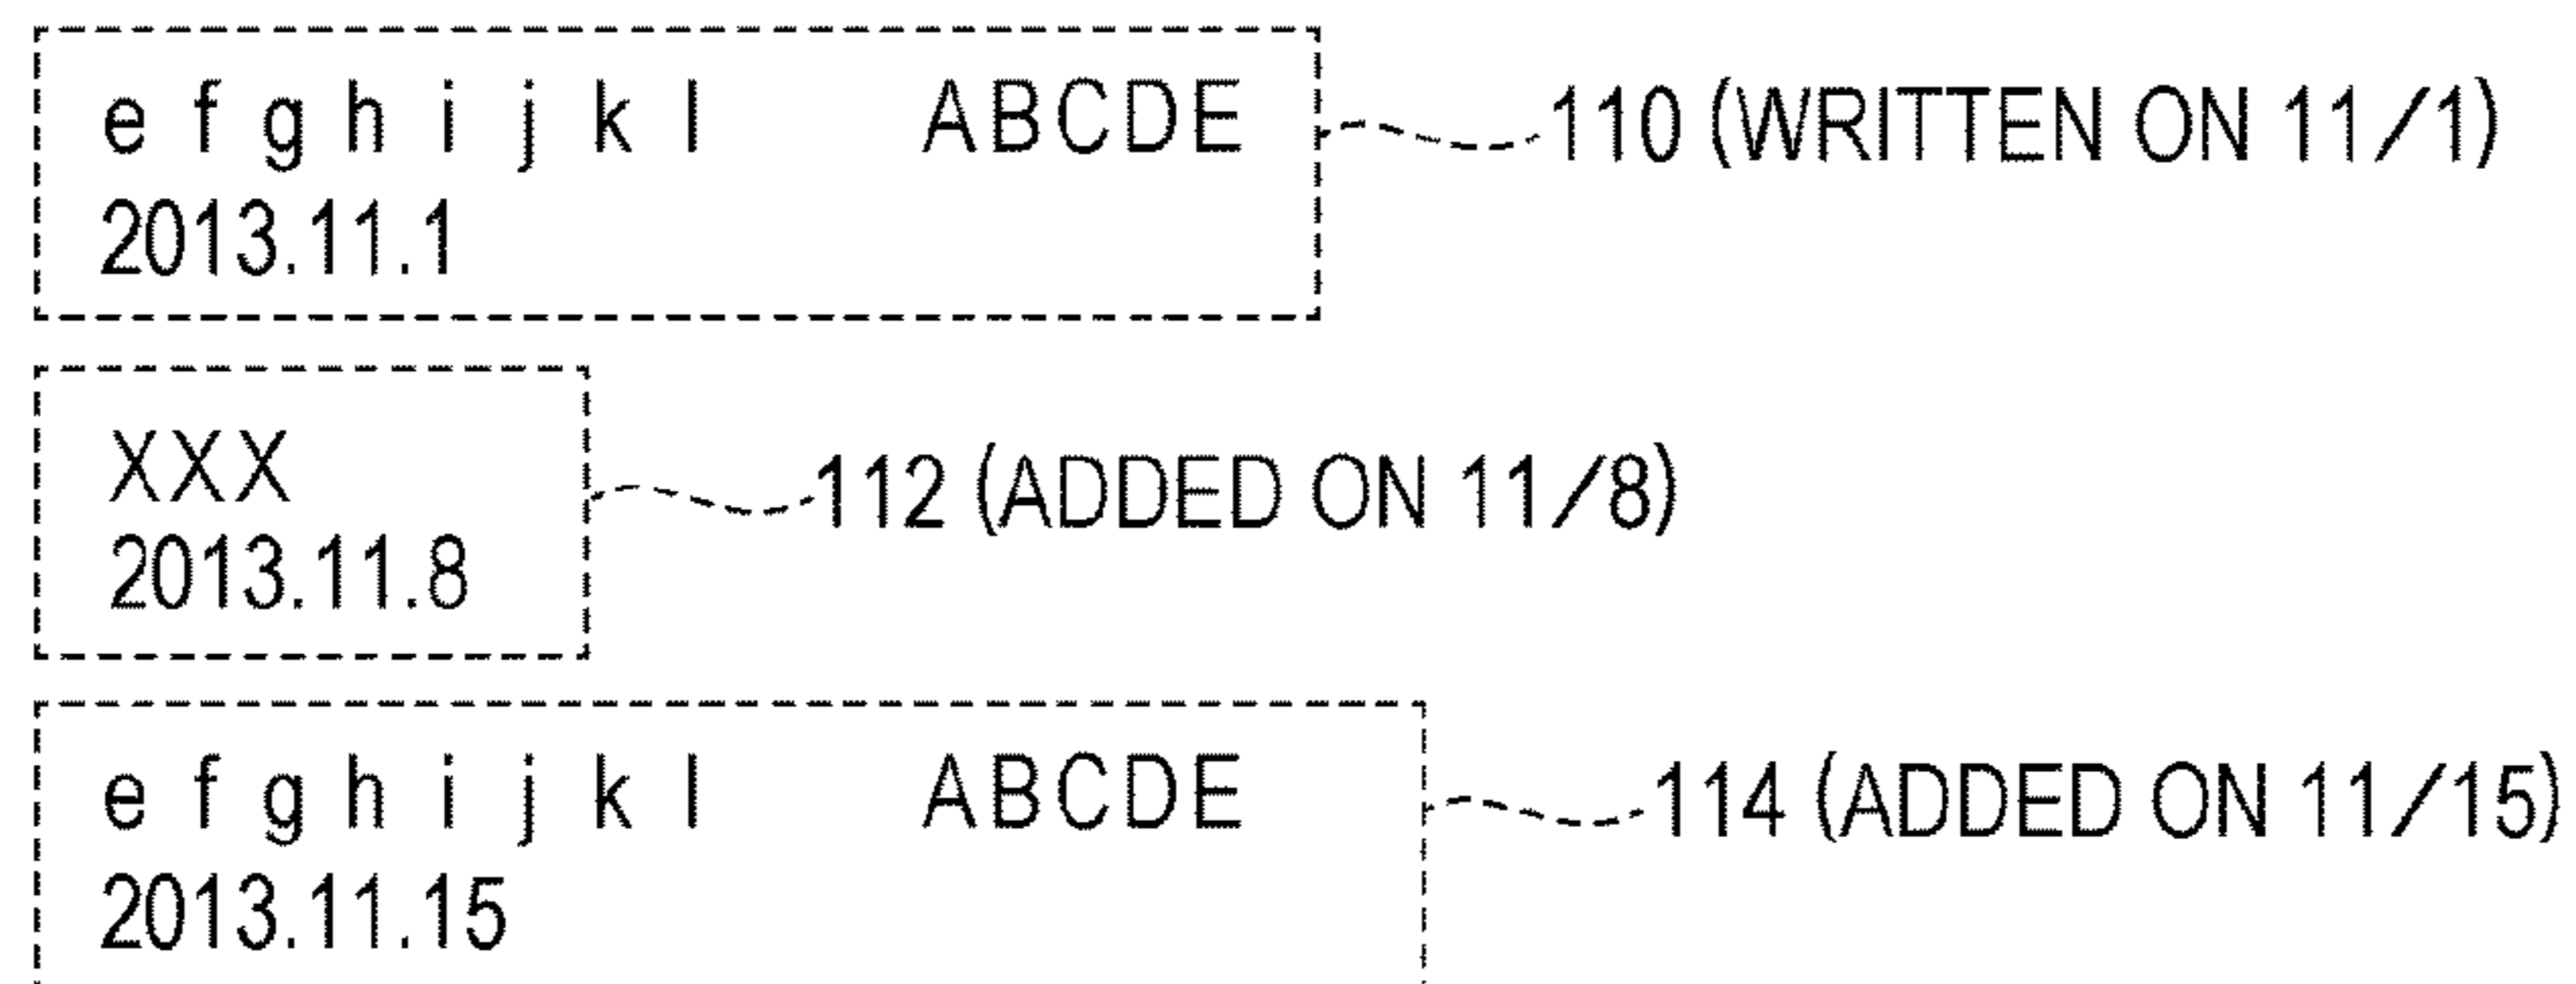 e f g h i j k l ABCDE 110 (WRITTEN ON 11/1)
2013.11.1
XXX
112 (ADDED ON 11/8)
2013.11.8
e f g h i j k l ABCDE 114 (ADDED ON 11/15)
2013.11.15